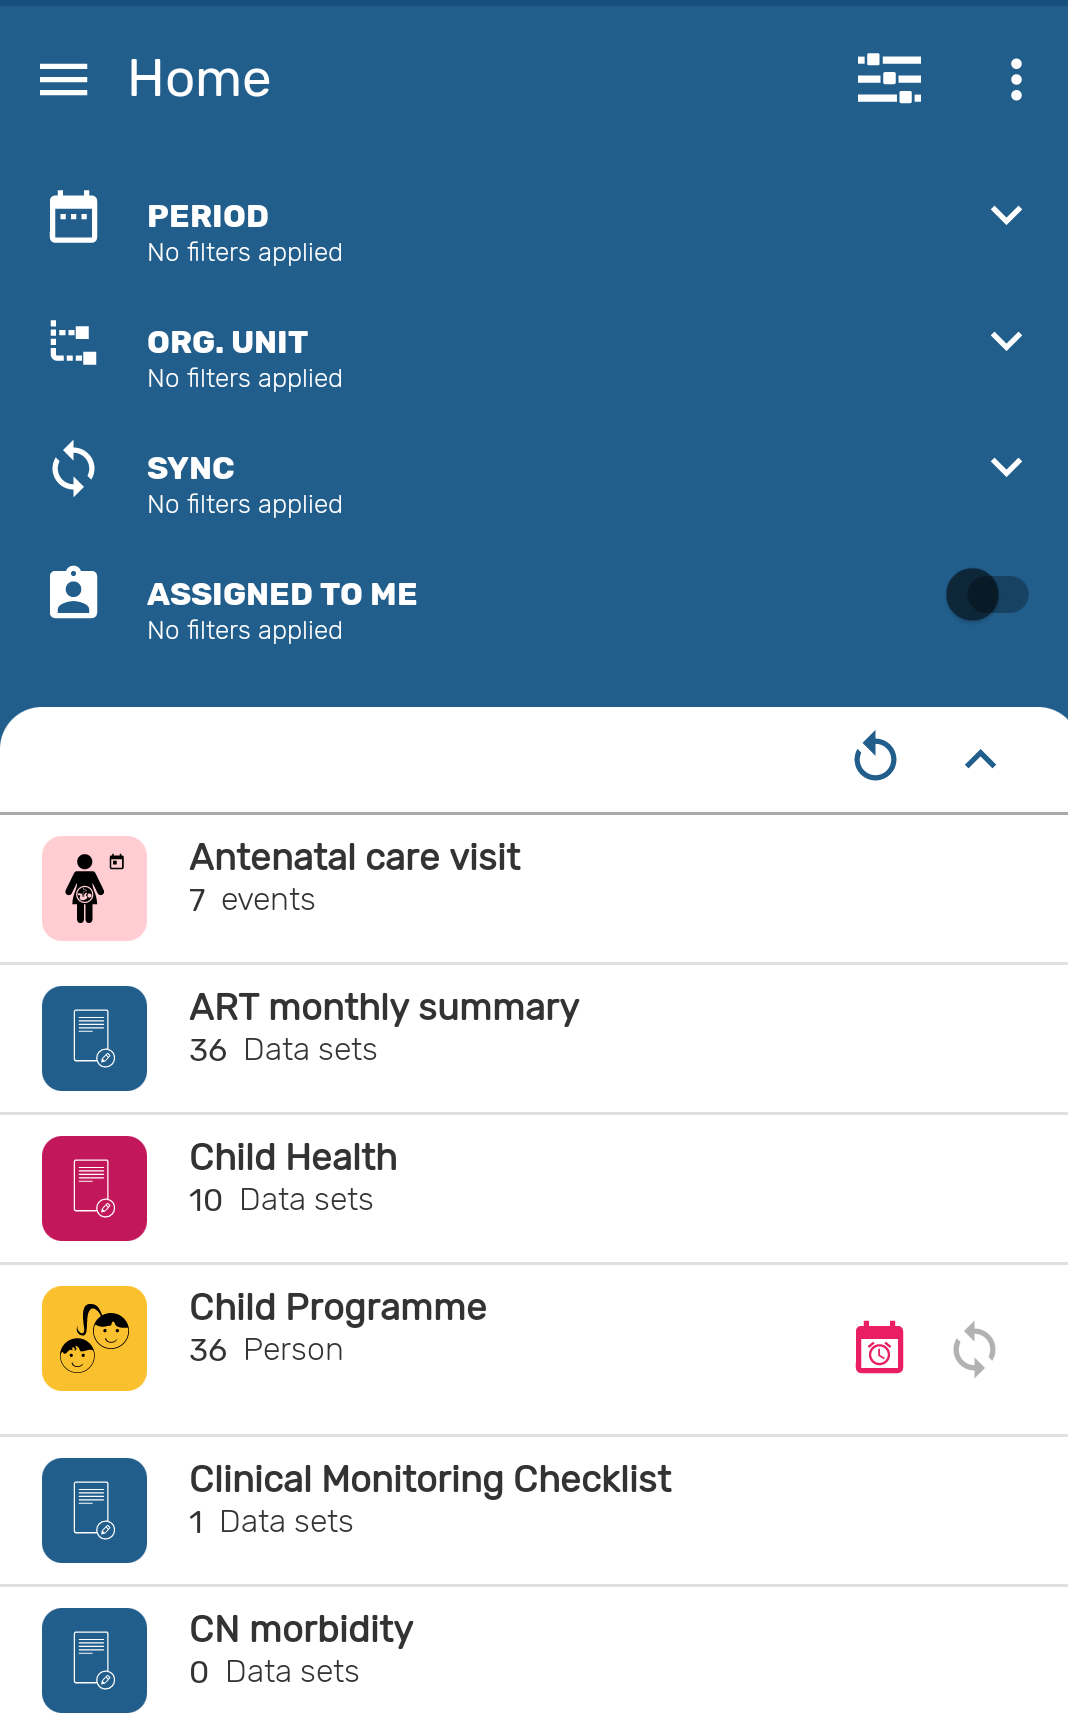 Home
PERIOD
No filters applied
ORG. UNIT
No filters applied
SYNC
No filters applied
ASSIGNED TO ME
No filters applied
Antenatal care visit
7 events
ART monthly summary
36 Data sets
Child Health
10 Data sets
Child Programme
36 Person
Clinical Monitoring Checklist
1 Data sets
CN morbidity
0 Data sets